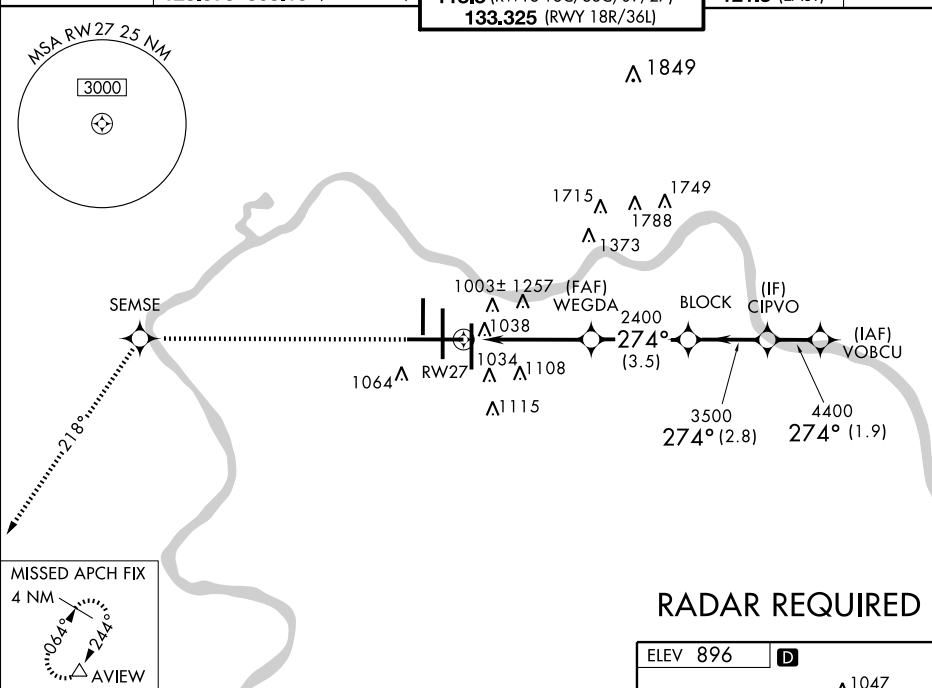 133.325 (RWY 18R/36L)
MSA RW27 25 NM
3000
1849
1715
1749
1788
1373
1003± 1257
(FAF)
WEGDA
BLOCK
(IF)
CIPVO
(IAF)
VOBCU
SEMSE
1038
2400
274°
(3.5)
1064
RW27
1034
1108
1115
3500
274° (2.8)
4400
274° (1.9)
218°
MISSED APCH FIX
4 NM
064°
244°
AVIEW
RADAR REQUIRED
ELEV 896
D
1047